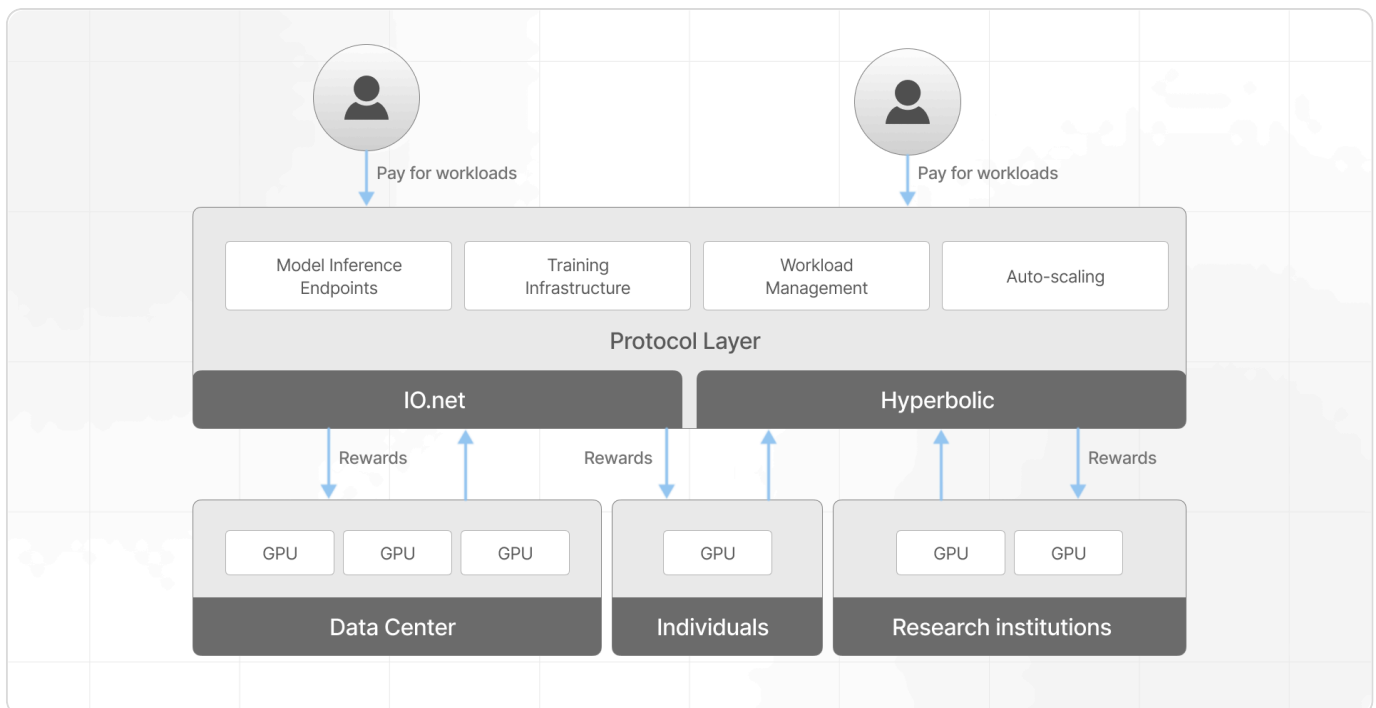 Pay for workloads
Pay for workloads
Model Inference
Endpoints
Training
Infrastructure
Workload
Management
Auto-scaling
Protocol Layer
IO.net
Hyperbolic
Rewards
Rewards
Rewards
GPU
GPU
GPU
GPU
GPU
GPU
Data Center
Individuals
Research institutions